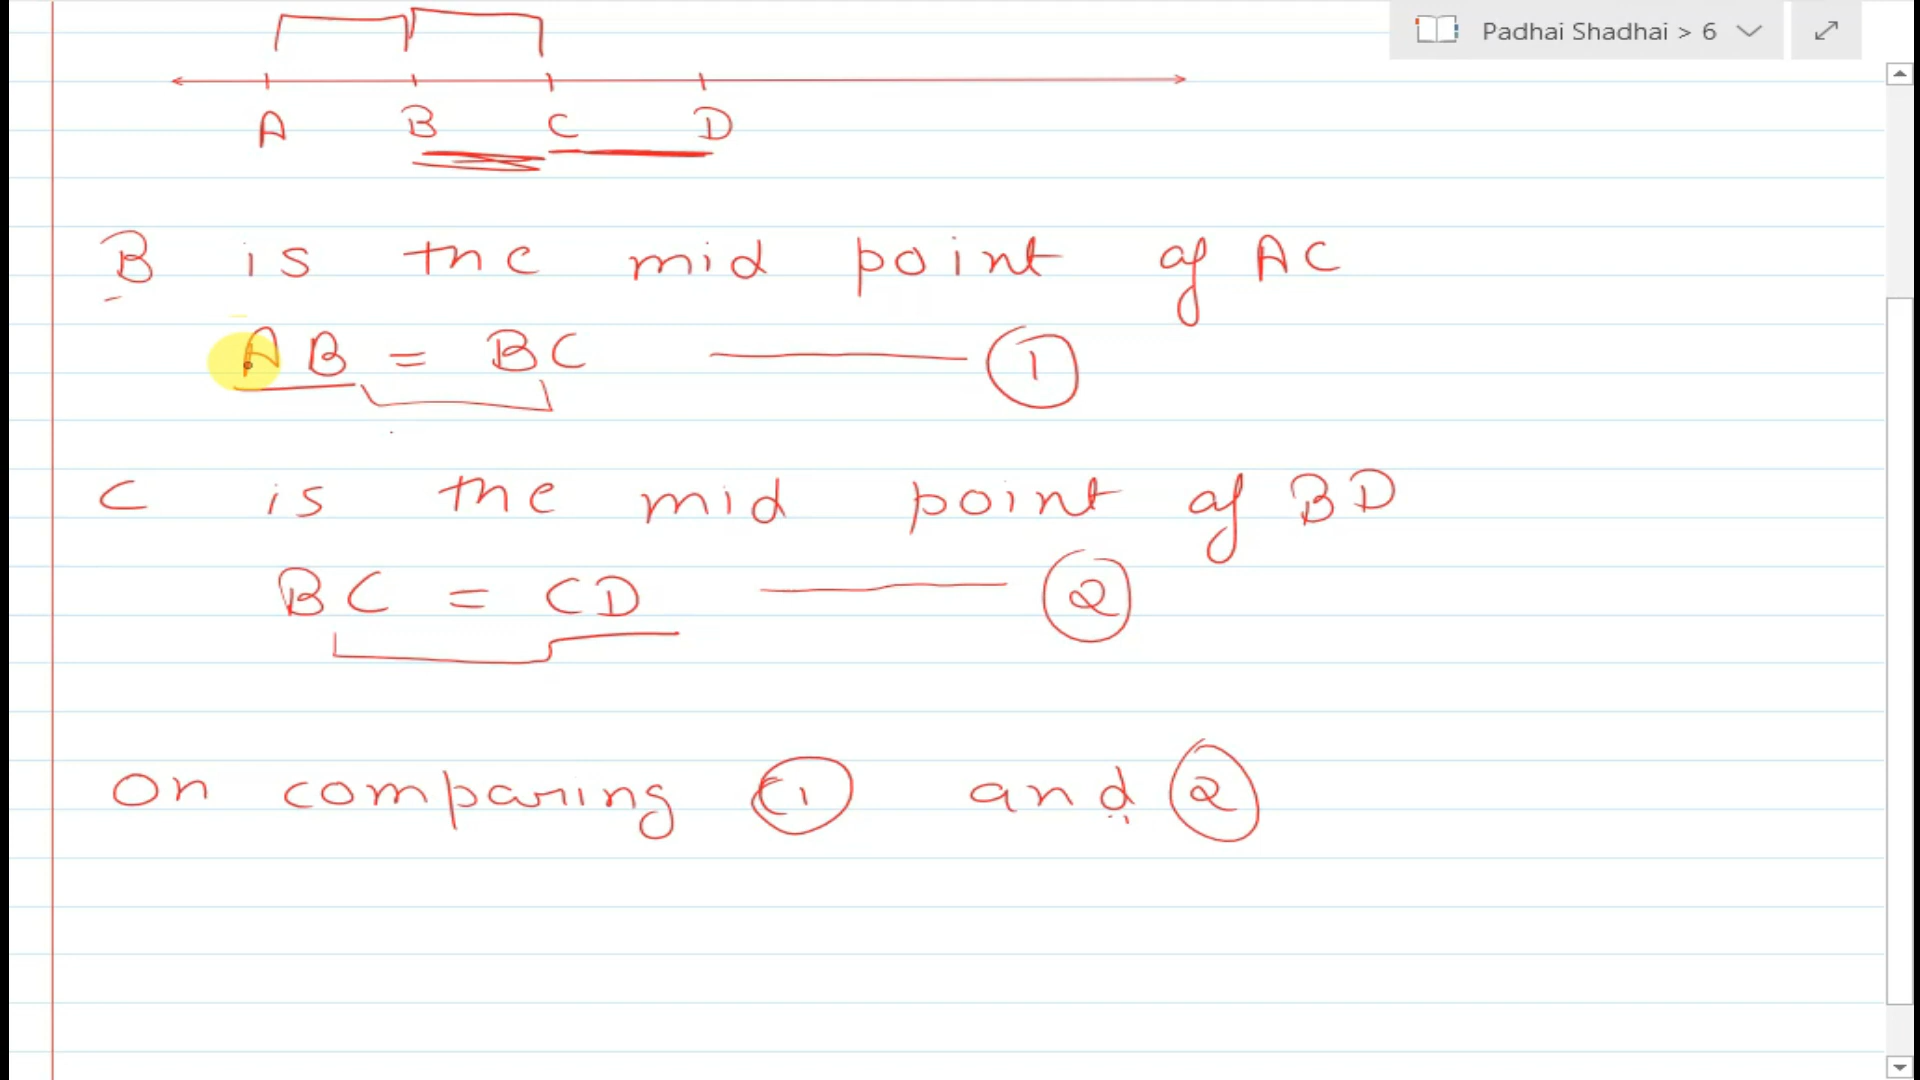 Padhai Shadhai > 6
A B C D
B is the mid point of AC
AB = BC ——— 1
C is the mid point of BD
BC = CD ——— 2
On comparing 1 and 2